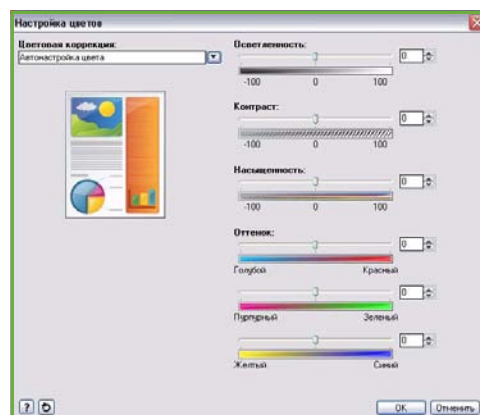 Настройка цветов
Цветовая коррекция:
Автонастройка цвета
Осветленность:
0
-100 0 100
Контраст:
0
-100 0 100
Насыщенность:
0
-100 0 100
Оттенок:
0
Голубой Красный
0
Пурпурный Зеленый
0
Желтый Синий
?
OK Отменить